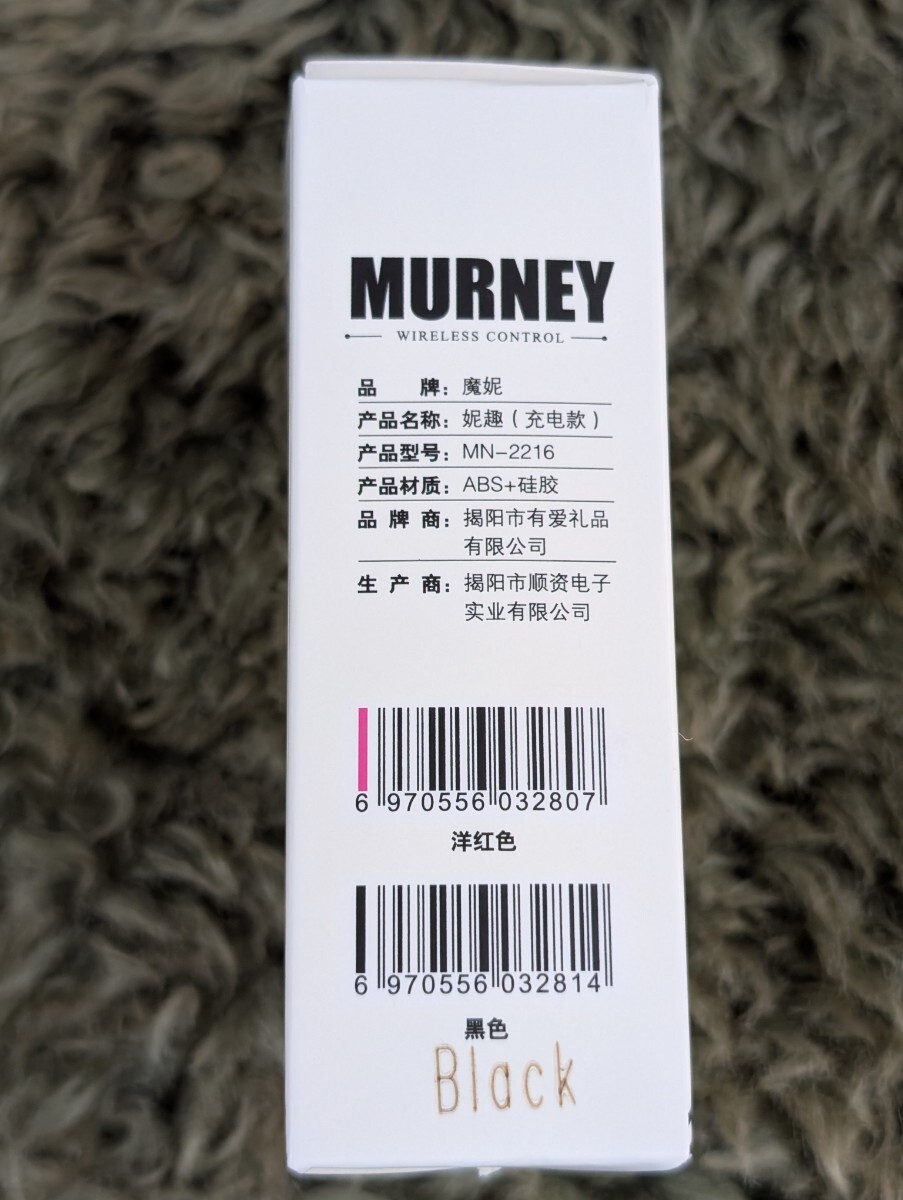 MURNEY
WIRELESS CONTROL
品 牌：魔妮
产品名称：妮趣（充电款）
产品型号：MN-2216
产品材质：ABS+硅胶
品 牌 商：揭阳市有爱礼品
有限公司
生 产 商：揭阳市顺资电子
实业有限公司
6 970556 032807
洋红色
6 970556 032814
黑色
Black